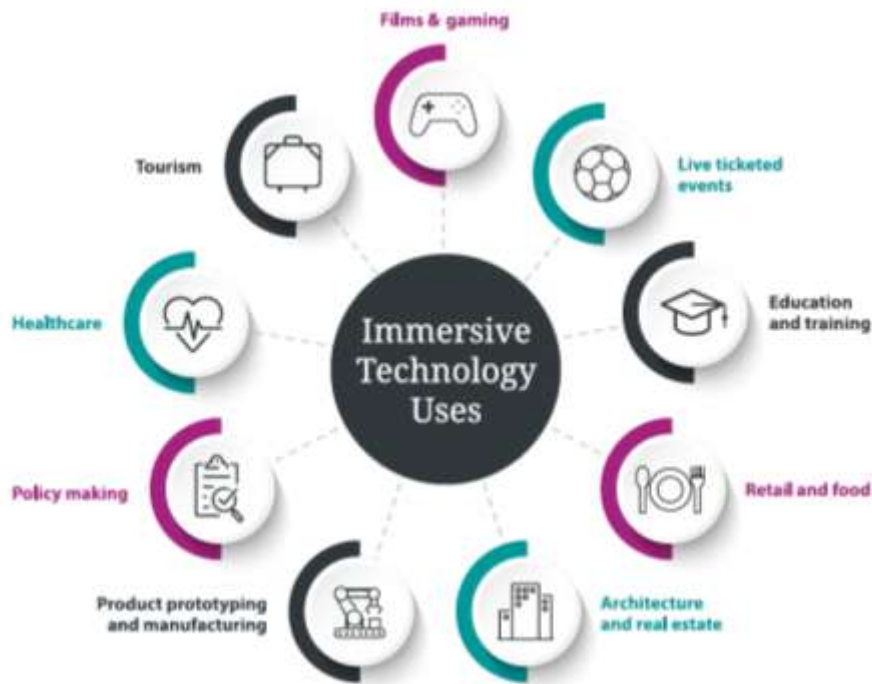 Films & gaming
Live ticketed
events
Education
and training
Retail and food
Architecture
and real estate
Product prototyping
and manufacturing
Policy making
Healthcare
Tourism
Immersive
Technology
Uses